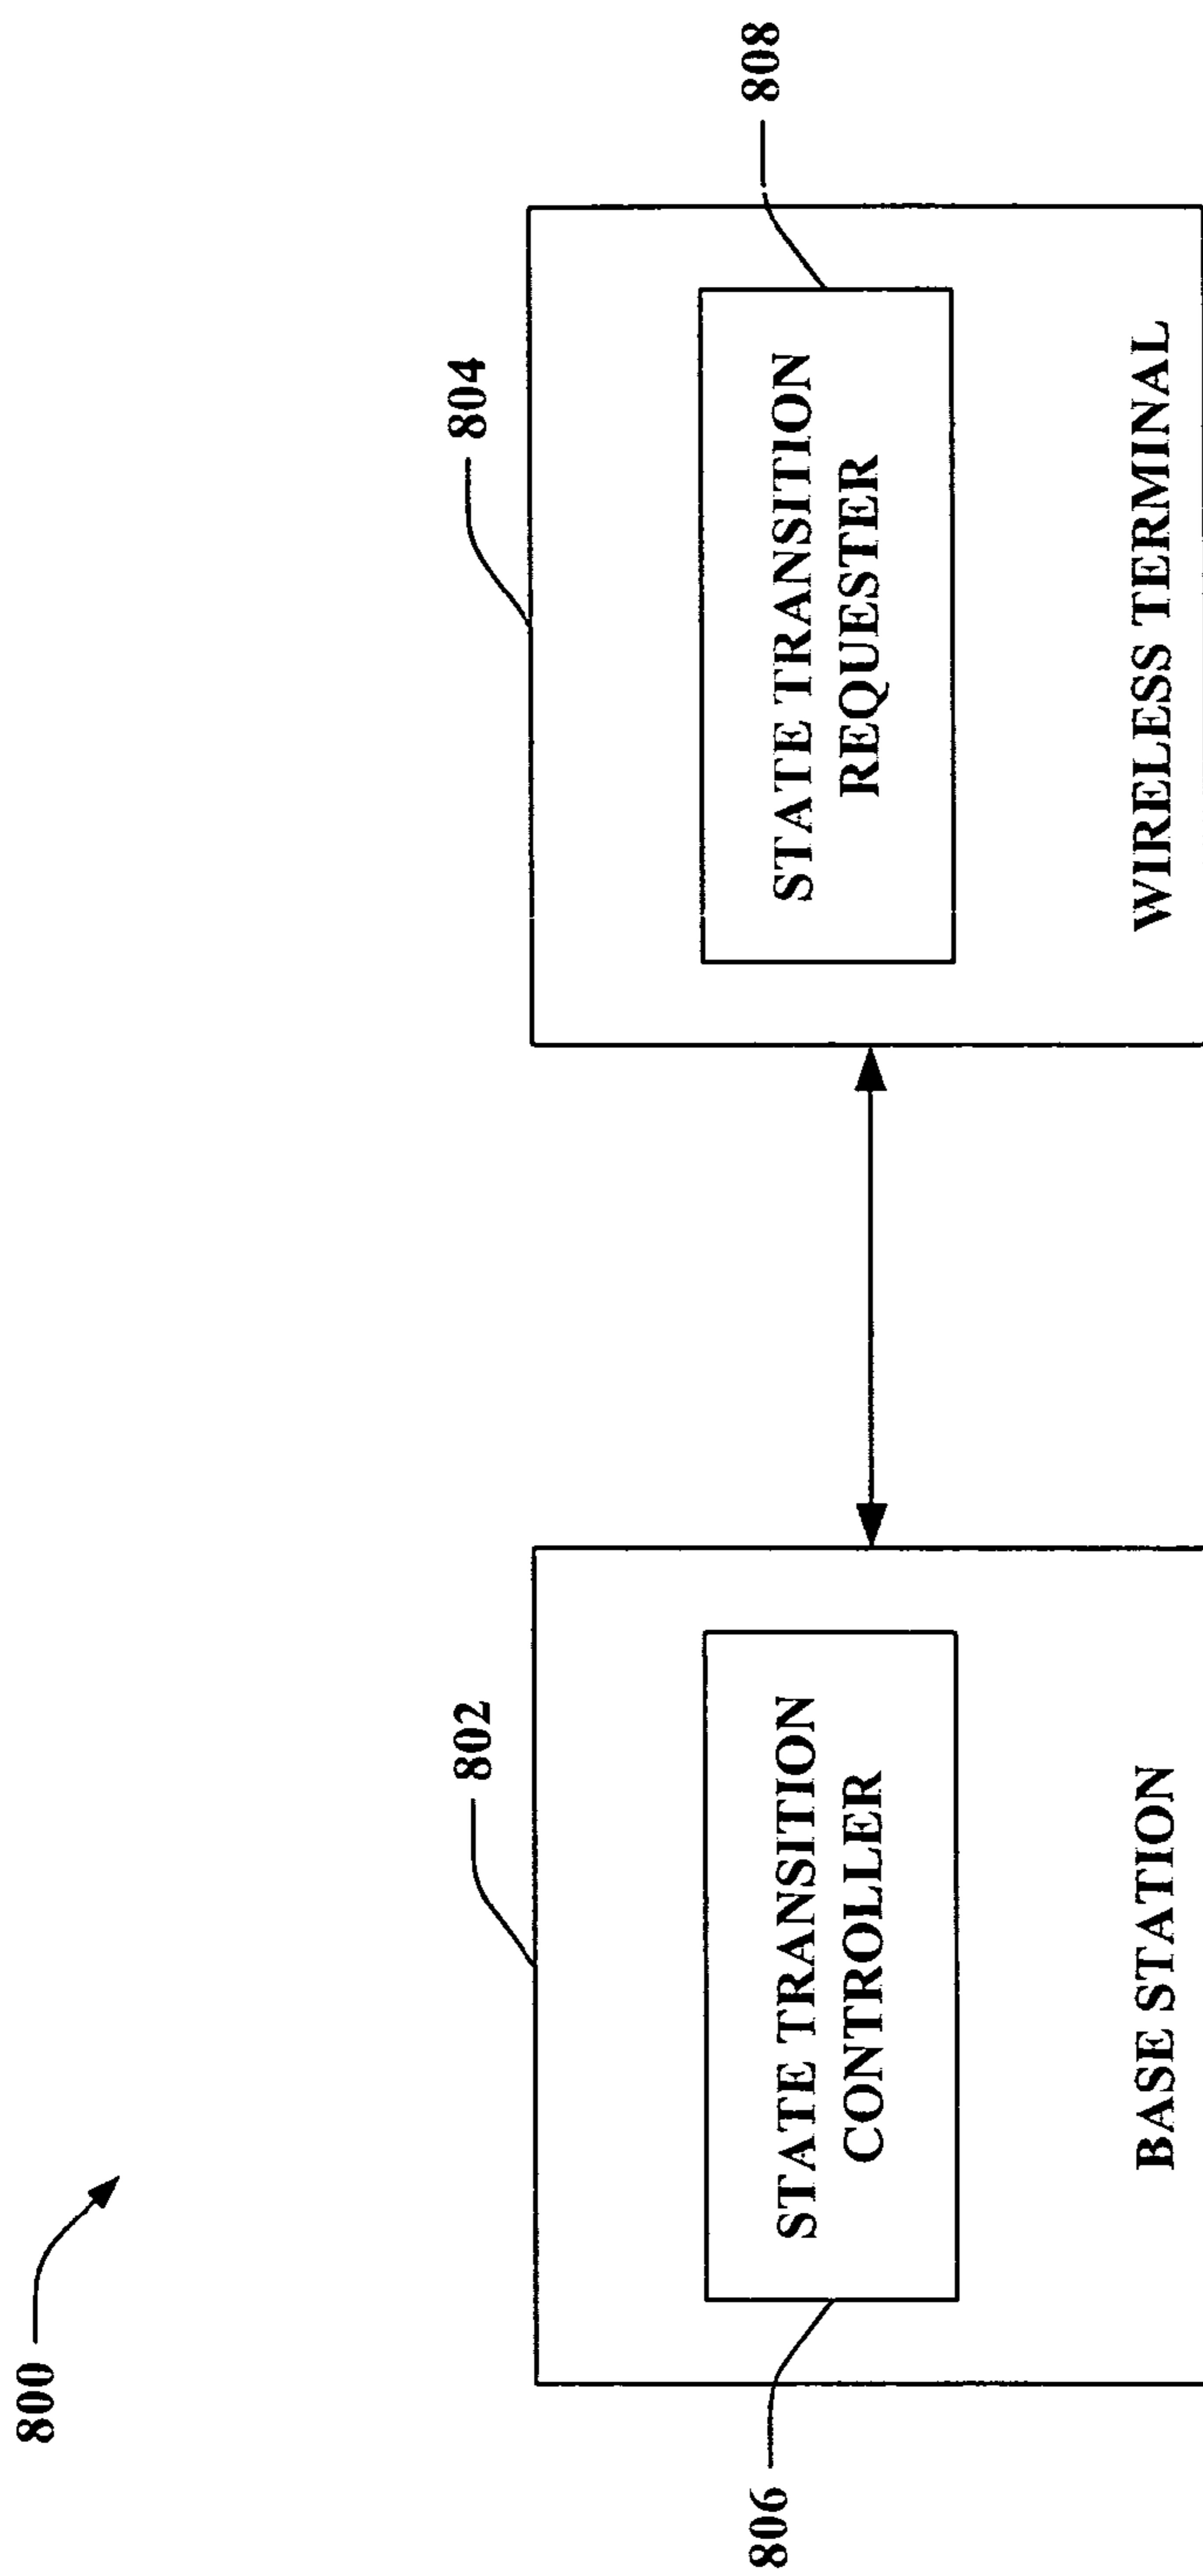 800
802
804
806
STATE TRANSITION
CONTROLLER
BASE STATION
808
STATE TRANSITION
REQUESTER
WIRELESS TERMINAL